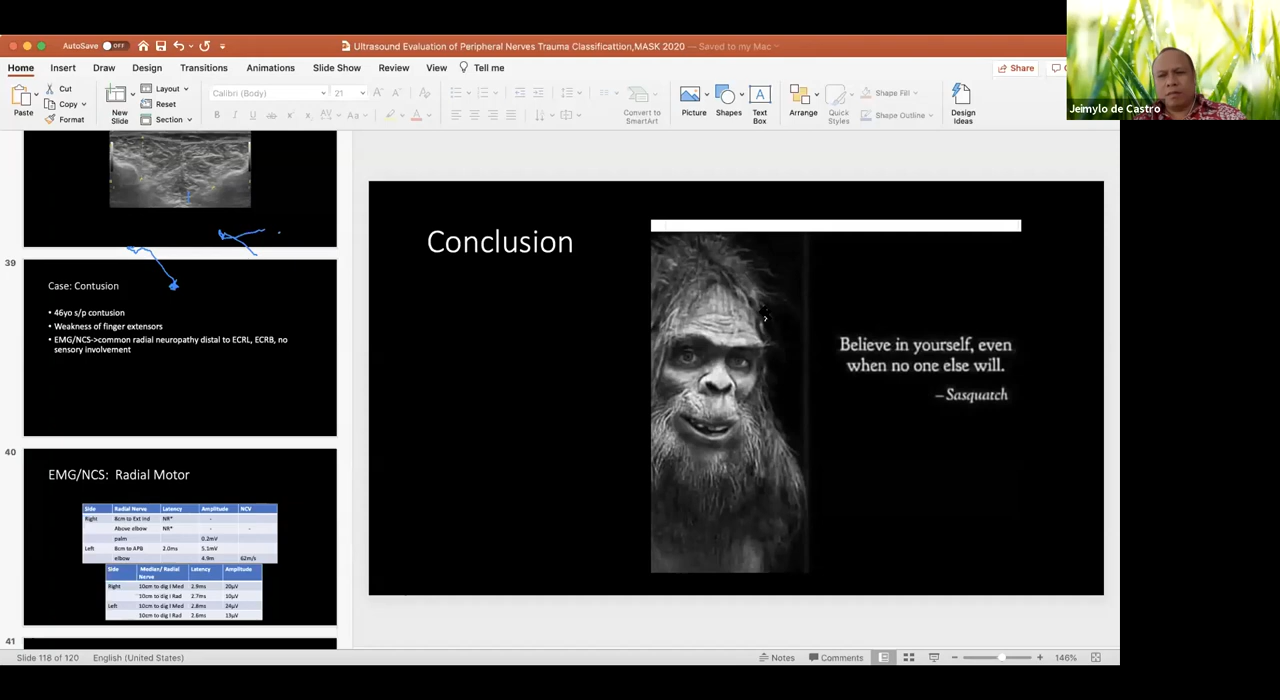 AutoSave OFF
Ultrasound Evaluation of Peripheral Nerves Trauma Classifcattion,MASK 2020 — Saved to my Mac
Home Insert Draw Design Transitions Animations Slide Show Review View Tell me
Share
Jeimylo de Castro
Paste
Cut
Copy
Format
New Slide
Layout
Reset
Section
Calibri (Body) 21
Convert to SmartArt
Picture
Shapes
Text Box
Arrange
Quick Styles
Shape Fill
Shape Outline
Design Ideas
39
Case: Contusion
• 46yo s/p contusion
• Weakness of finger extensors
• EMG/NCS->common radial neuropathy distal to ECRL, ECRB, no
sensory involvement
40
EMG/NCS: Radial Motor
Side Radial Nerve Latency Amplitude NCV
Right 8cm to Ext Ind NR* -
Above elbow NR* - -
palm 0.2mV
Left 8cm to APB 2.0ms 5.1mV
elbow 4.9m 62m/s
Side Median/ Radial Nerve Latency Amplitude
Right 10cm to dig I Med 2.9ms 20µV
10cm to dig I Rad 2.7ms 10µV
Left 10cm to dig I Med 2.8ms 24µV
10cm to dig I Rad 2.6ms 13µV
41
Conclusion
Believe in yourself, even
when no one else will.
–Sasquatch
Slide 118 of 120 English (United States)
Notes Comments 146%